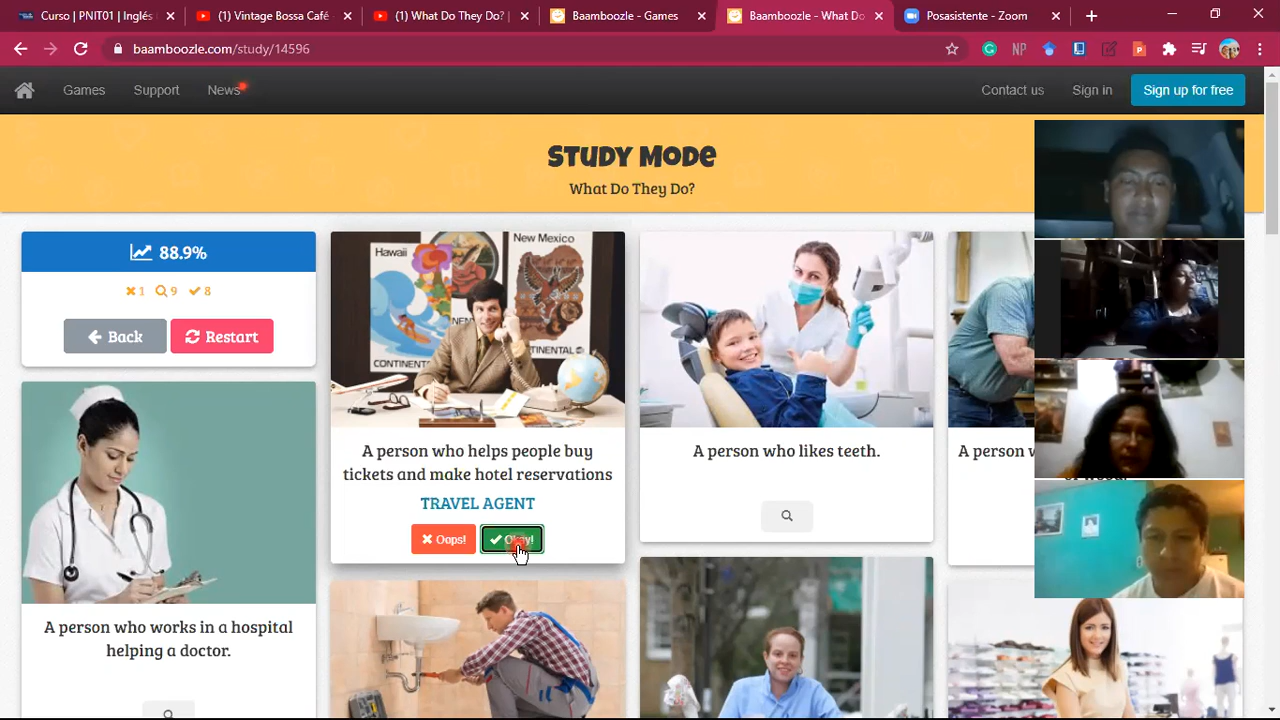 Curso | PNIT01 | Inglés
(1) Vintage Bossa Café
(1) What Do They Do? |
Baamboozle - Games
Baamboozle - What Do
Posasistente - Zoom
baamboozle.com/study/14596
Games
Support
News
Contact us
Sign in
Sign up for free
STUDY MODE
What Do They Do?
88.9%
1 9 8
Back
Restart
Hawaii
New Mexico
CONTINENTAL
A person who helps people buy
tickets and make hotel reservations
TRAVEL AGENT
Oops!
Okay!
A person who likes teeth.
A person
A person who works in a hospital
helping a doctor.